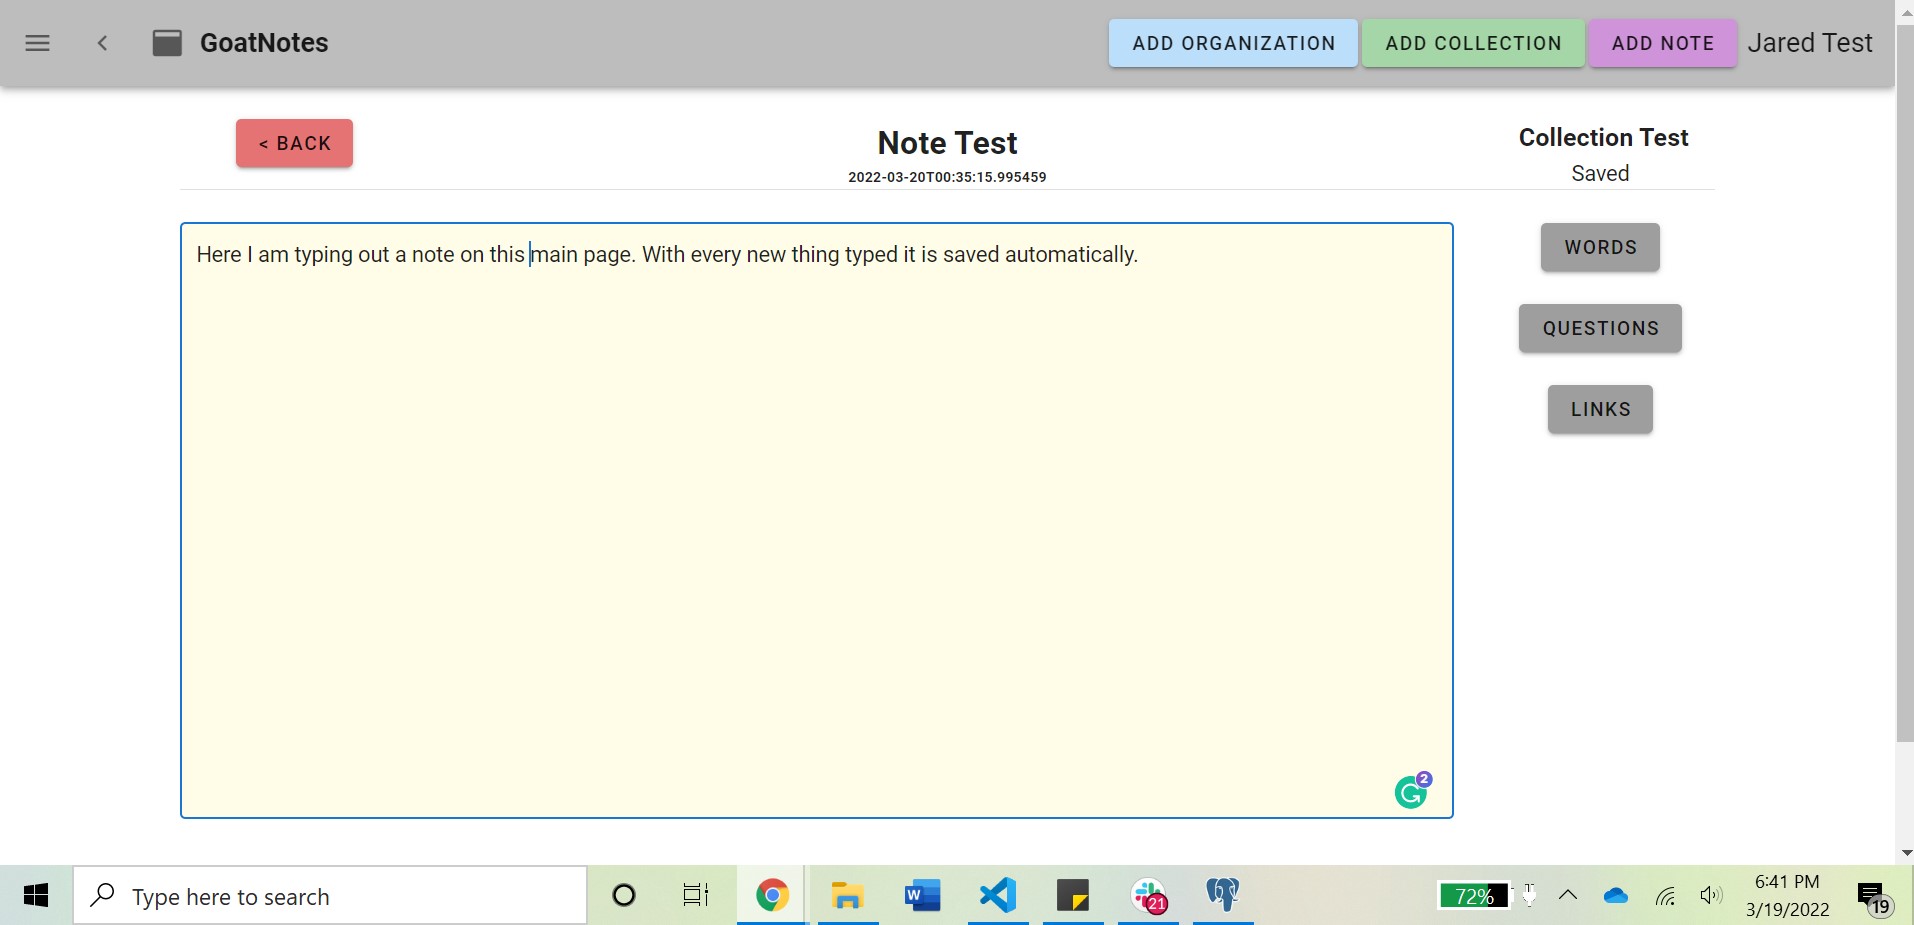 GoatNotes
ADD ORGANIZATION
ADD COLLECTION
ADD NOTE
Jared Test
< BACK
Note Test
2022-03-20T00:35:15.995459
Collection Test
Saved
Here I am typing out a note on this main page. With every new thing typed it is saved automatically.
WORDS
QUESTIONS
LINKS
2
Type here to search
W
21
72%
6:41 PM
3/19/2022
19